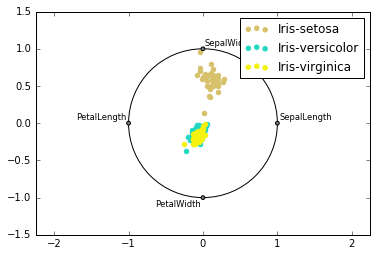 1.5
1.0
0.5
0.0
−0.5
−1.0
−1.5
−2
−1
0
1
2
SepalWid
Iris-setosa
Iris-versicolor
Iris-virginica
PetalLength
SepalLength
PetalWidth